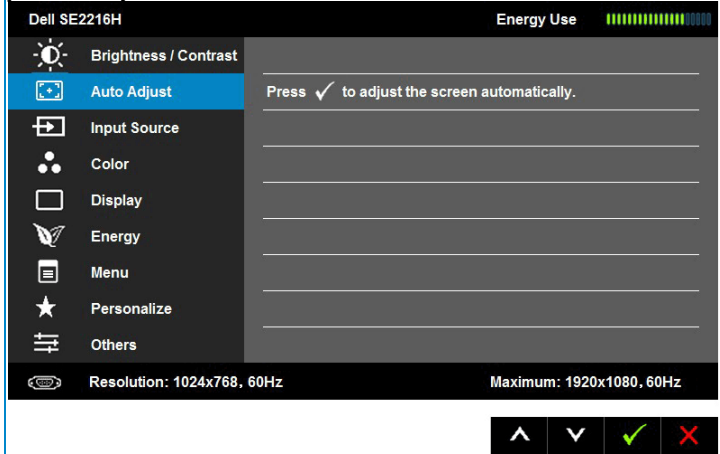 Dell SE2216H Energy Use
Brightness / Contrast
Auto Adjust Press ✓ to adjust the screen automatically.
Input Source
Color
Display
Energy
Menu
Personalize
Others
Resolution: 1024x768, 60Hz Maximum: 1920x1080, 60Hz